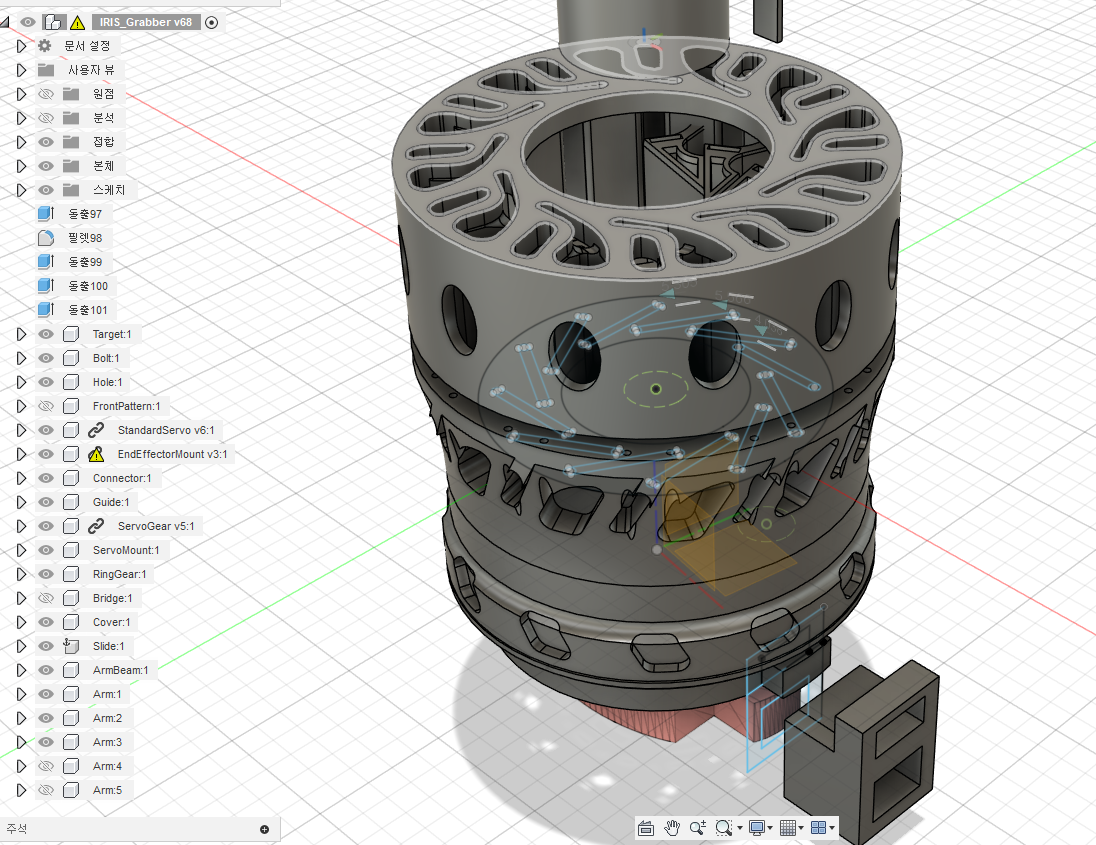 IRIS_Grabber v68
문서 설정
사용자 뷰
원점
분석
접합
본체
스케치
돌출97
필렛98
돌출99
돌출100
돌출101
Target:1
Bolt:1
Hole:1
FrontPattern:1
StandardServo v6:1
EndEffectorMount v3:1
Connector:1
Guide:1
ServoGear v5:1
ServoMount:1
RingGear:1
Bridge:1
Cover:1
Slide:1
ArmBeam:1
Arm:1
Arm:2
Arm:3
Arm:4
Arm:5
주석